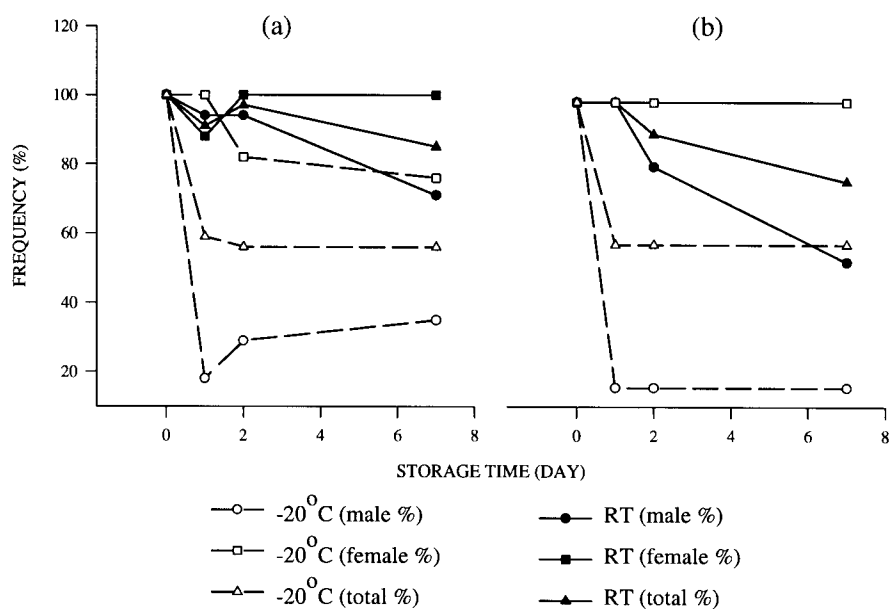 (a) (b)
120
100
80
60
40
20
FREQUENCY (%)
0 2 4 6 8 0 2 4 6 8
STORAGE TIME (DAY)
-20°C (male %) RT (male %)
-20°C (female %) RT (female %)
-20°C (total %) RT (total %)